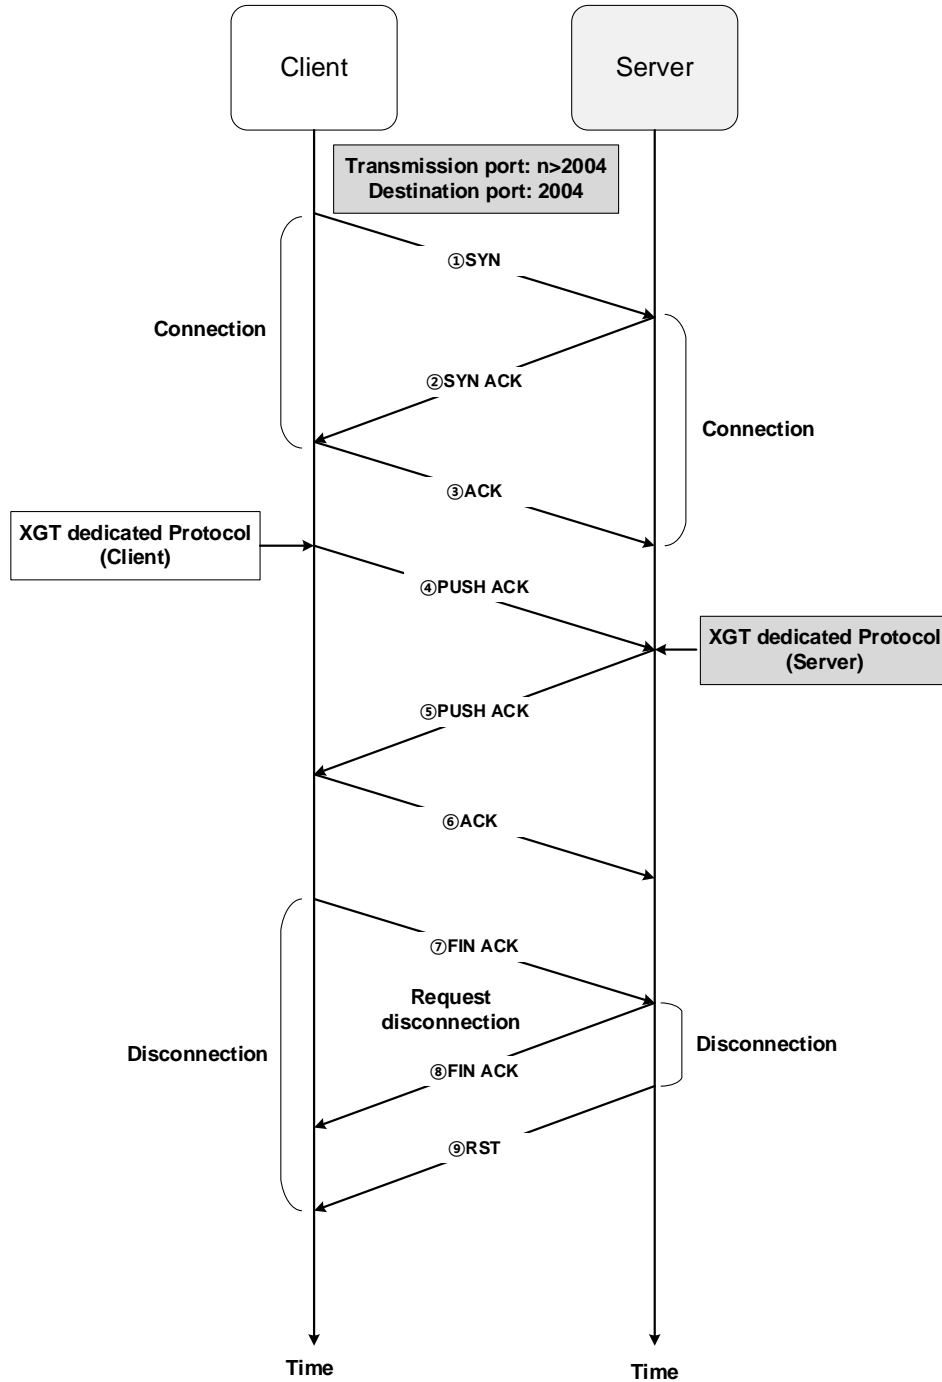 Client
Server
Transmission port: n>2004
Destination port: 2004
①SYN
Connection
②SYN ACK
Connection
③ACK
XGT dedicated Protocol
(Client)
④PUSH ACK
XGT dedicated Protocol
(Server)
⑤PUSH ACK
⑥ACK
⑦FIN ACK
Request
disconnection
Disconnection
Disconnection
⑧FIN ACK
⑨RST
Time
Time